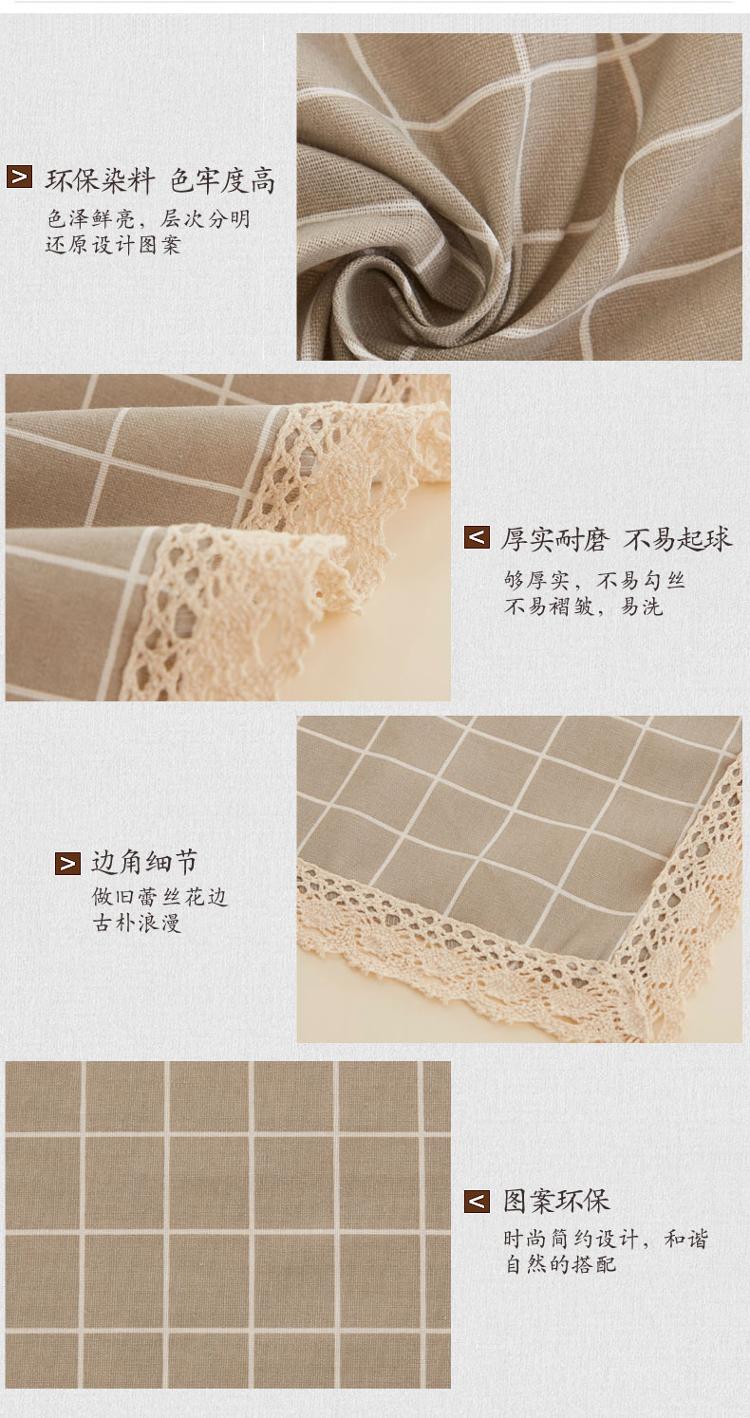 环保染料 色牢度高
色泽鲜亮，层次分明
还原设计图案
厚实耐磨 不易起球
够厚实，不易勾丝
不易褶皱，易洗
边角细节
做旧蕾丝花边
古朴浪漫
图案环保
时尚简约设计，和谐
自然的搭配